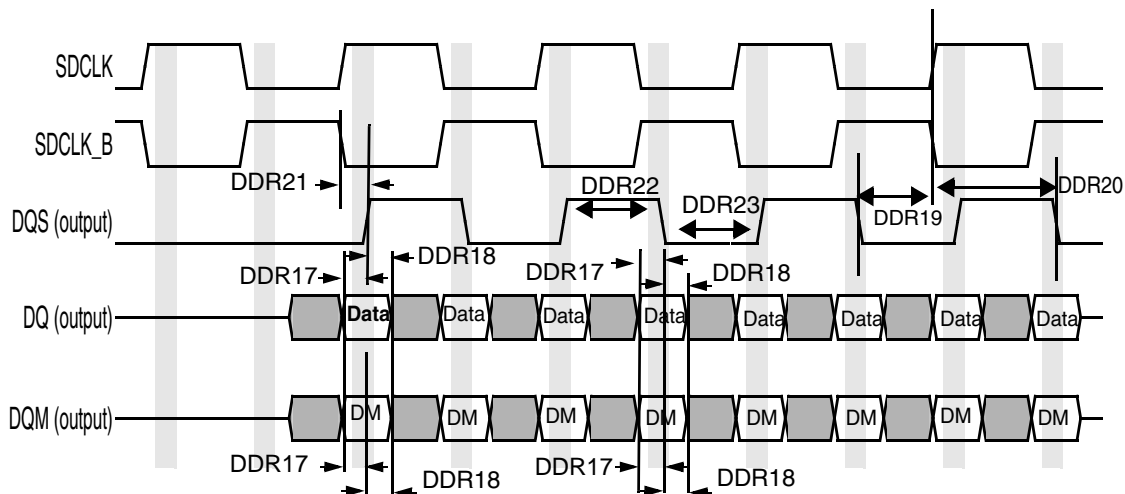 SDCLK
SDCLK_B
DDR21
DDR22
DDR20
DDR23
DDR19
DQS (output)
DDR18
DDR17
DDR17
DDR18
DQ (output)
Data Data Data Data Data Data Data Data
DQM (output)
DM DM DM DM DM DM DM DM
DDR17
DDR17
DDR18
DDR18